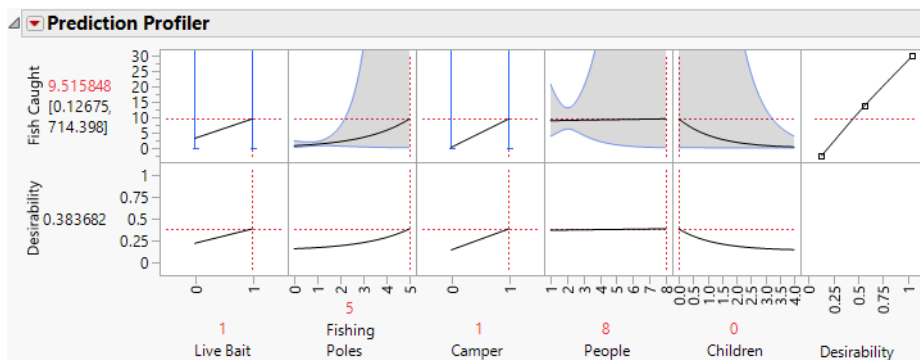 Prediction Profiler
Fish Caught
9.515848
[0.12675,
714.398]
30
25
20
15
10
5
0
Desirability
0.383682
1
0.75
0.5
0.25
0
0 1
0 1 2 3 4 5
0 1
1 2 3 4 5 6 7 8
0.0 0.5 1.0 1.5 2.0 2.5 3.0 3.5 4.0
0 0.25 0.5 0.75 1
1
Live Bait
5
Fishing
Poles
1
Camper
8
People
0
Children
Desirability